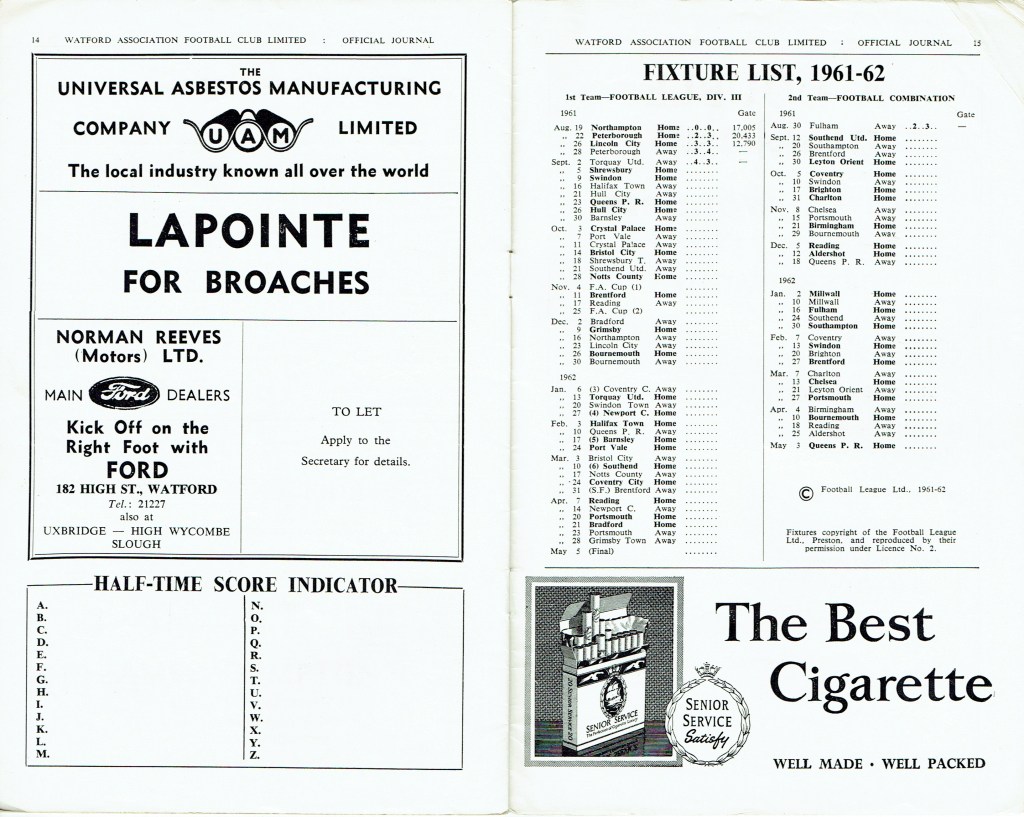 14 WATFORD ASSOCIATION FOOTBALL CLUB LIMITED : OFFICIAL JOURNAL
THE
UNIVERSAL ASBESTOS MANUFACTURING
COMPANY UAM LIMITED
The local industry known all over the world
LAPOINTE
FOR BROACHES
NORMAN REEVES
(Motors) LTD.
MAIN Ford DEALERS
Kick Off on the
Right Foot with
FORD
182 HIGH ST., WATFORD
Tel.: 21227
also at
UXBRIDGE — HIGH WYCOMBE
SLOUGH
TO LET
Apply to the
Secretary for details.
HALF-TIME SCORE INDICATOR
A.
B.
C.
D.
E.
F.
G.
H.
I.
J.
K.
L.
M.
N.
O.
P.
Q.
R.
S.
T.
U.
V.
W.
X.
Y.
Z.
WATFORD ASSOCIATION FOOTBALL CLUB LIMITED : OFFICIAL JOURNAL 15
FIXTURE LIST, 1961-62
1st Team—FOOTBALL LEAGUE, DIV. III
1961 Gate
Aug. 19 Northampton Home ..0..0.. 17,005
„ 22 Peterborough Home ..2..3.. 20,433
„ 26 Lincoln City Home ..3..3.. 12,790
„ 28 Peterborough Away ..3..4.. —
Sept. 2 Torquay Utd. Away ..4..3.. —
„ 5 Shrewsbury Home ........
„ 9 Swindon Home ........
„ 16 Halifax Town Away ........
„ 21 Hull City Away ........
„ 23 Queens P. R. Home ........
„ 26 Hull City Home ........
„ 30 Barnsley Away ........
Oct. 3 Crystal Palace Home ........
„ 7 Port Vale Away ........
„ 11 Crystal Palace Away ........
„ 14 Bristol City Home ........
„ 18 Shrewsbury T. Away ........
„ 21 Southend Utd. Away ........
„ 28 Notts County Home ........
Nov. 4 F.A. Cup (1) ........
„ 11 Brentford Home ........
„ 17 Reading Away ........
„ 25 F.A. Cup (2) ........
Dec. 2 Bradford Away ........
„ 9 Grimsby Home ........
„ 16 Northampton Away ........
„ 23 Lincoln City Away ........
„ 26 Bournemouth Home ........
„ 30 Bournemouth Away ........
1962
Jan. 6 (3) Coventry C. Away ........
„ 13 Torquay Utd. Home ........
„ 20 Swindon Town Away ........
„ 27 (4) Newport C. Home ........
Feb. 3 Halifax Town Home ........
„ 10 Queens P. R. Away ........
„ 17 (5) Barnsley Home ........
„ 24 Port Vale Home ........
Mar. 3 Bristol City Away ........
„ 10 (6) Southend Home ........
„ 17 Notts County Away ........
„ 24 Coventry City Home ........
„ 31 (S.F.) Brentford Away ........
Apr. 7 Reading Home ........
„ 14 Newport C. Away ........
„ 20 Portsmouth Home ........
„ 21 Bradford Home ........
„ 23 Portsmouth Away ........
„ 28 Grimsby Town Away ........
May 5 (Final) ........
2nd Team—FOOTBALL COMBINATION
1961 Gate
Aug. 30 Fulham Away ..2..3.. —
Sept. 12 Southend Utd. Home ........
„ 20 Southampton Away ........
„ 26 Brentford Away ........
„ 30 Leyton Orient Home ........
Oct. 5 Coventry Home ........
„ 10 Swindon Away ........
„ 17 Brighton Home ........
„ 31 Charlton Home ........
Nov. 8 Chelsea Away ........
„ 15 Portsmouth Away ........
„ 21 Birmingham Home ........
„ 29 Bournemouth Away ........
Dec. 5 Reading Home ........
„ 12 Aldershot Home ........
„ 18 Queens P. R. Away ........
1962
Jan. 2 Millwall Home ........
„ 10 Millwall Away ........
„ 16 Fulham Home ........
„ 24 Southend Away ........
„ 30 Southampton Home ........
Feb. 7 Coventry Away ........
„ 13 Swindon Home ........
„ 20 Brighton Away ........
„ 27 Brentford Home ........
Mar. 7 Charlton Away ........
„ 13 Chelsea Home ........
„ 21 Leyton Orient Away ........
„ 27 Portsmouth Home ........
Apr. 4 Birmingham Away ........
„ 10 Bournemouth Home ........
„ 18 Reading Away ........
„ 25 Aldershot Away ........
May 3 Queens P. R. Home ........
© Football League Ltd., 1961-62
Fixtures copyright of the Football League
Ltd., Preston, and reproduced by their
permission under Licence No. 2.
20 Senior Service 20
SENIOR SERVICE
The Perfection of Cigarette Luxury
The Best
Cigarette
SENIOR
SERVICE
Satisfy
WELL MADE · WELL PACKED